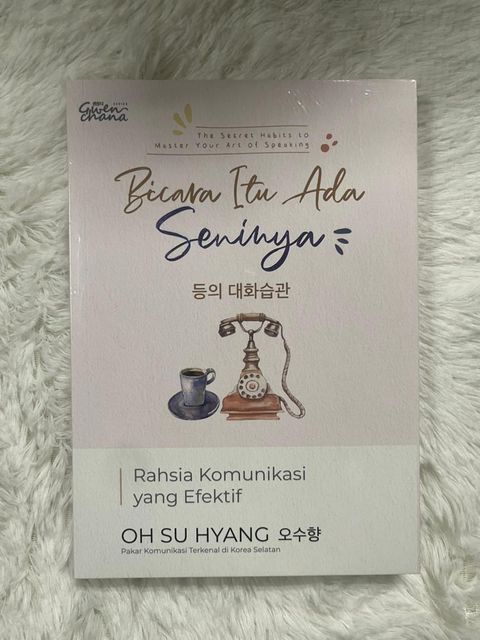 Gwen
chana
SERIES
The Secret Habits to
Master Your Art of Speaking
Bicara Itu Ada
Seninya
등의 대화습관
Rahsia Komunikasi
yang Efektif
OH SU HYANG 오수향
Pakar Komunikasi Terkenal di Korea Selatan